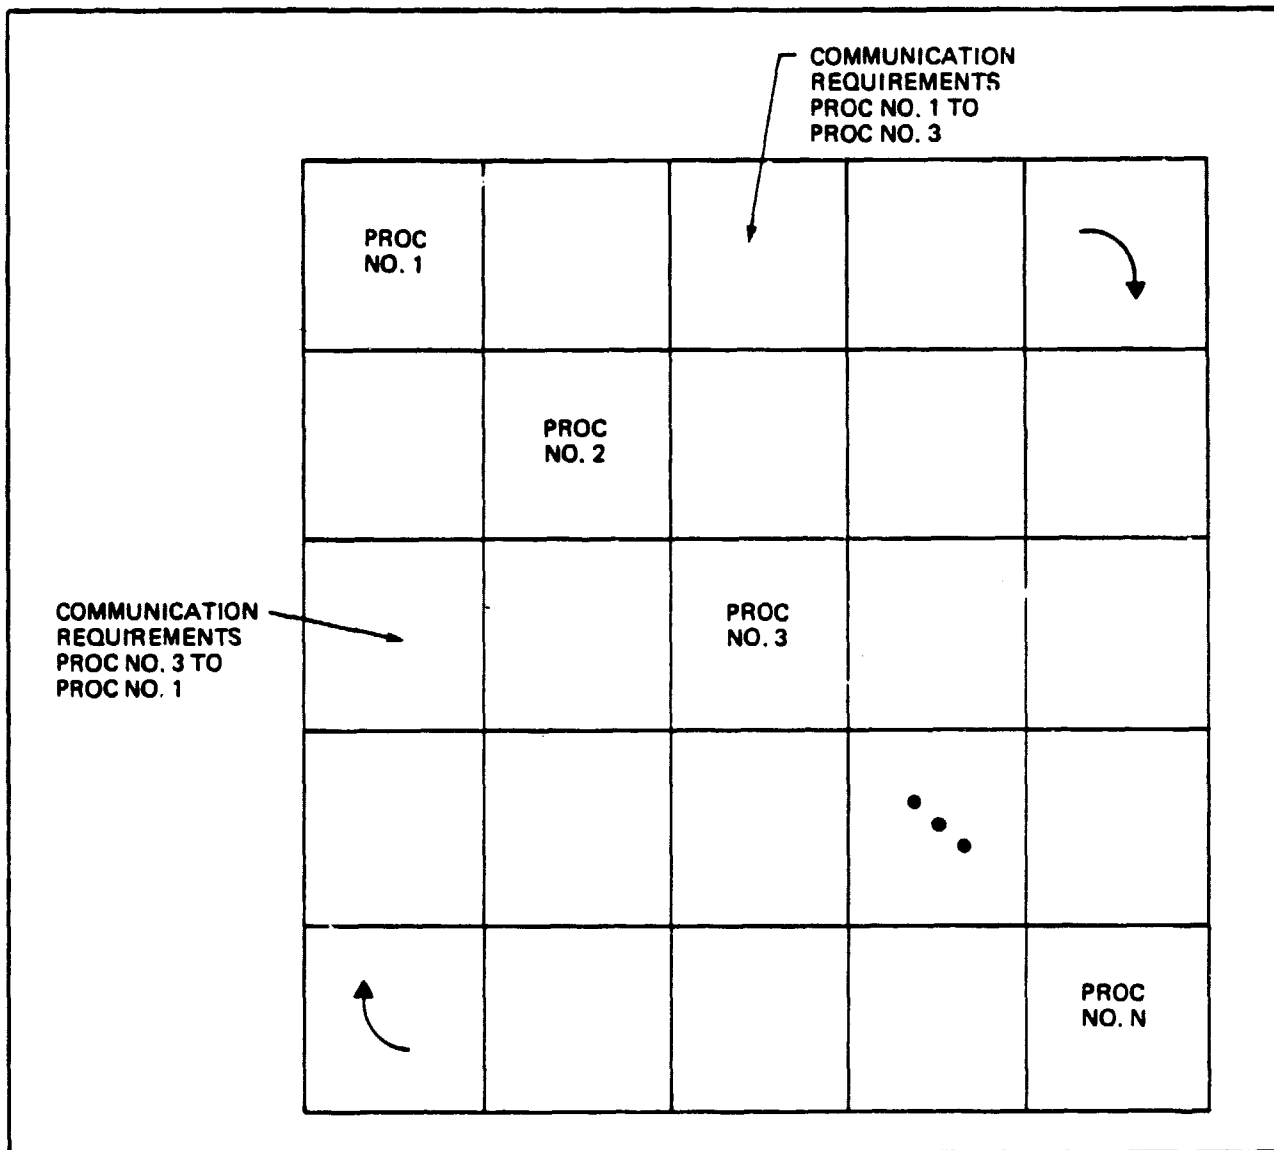 COMMUNICATION
REQUIREMENTS
PROC NO. 1 TO
PROC NO. 3
PROC
NO. 1
PROC
NO. 2
COMMUNICATION
REQUIREMENTS
PROC NO. 3 TO
PROC NO. 1
PROC
NO. 3
PROC
NO. N